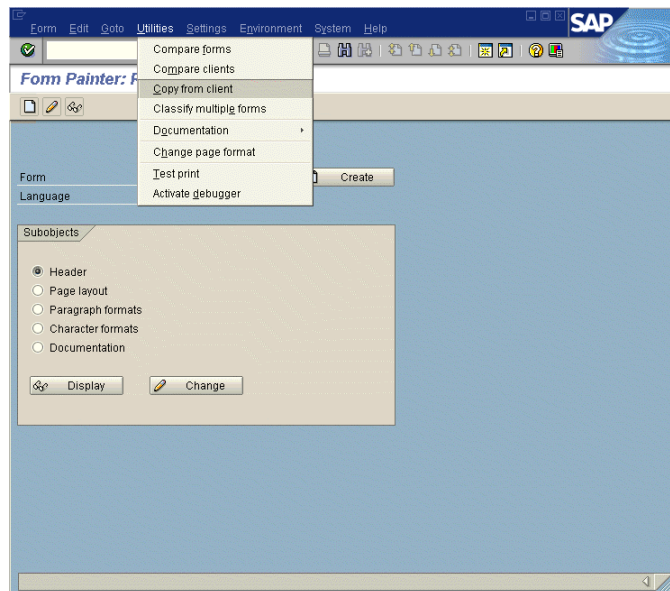 Form Edit Goto Utilities Settings Environment System Help
SAP
Compare forms
Compare clients
Form Painter:
Copy from client
Classify multiple forms
Documentation
Change page format
Form
Test print
Create
Language
Activate debugger
Subobjects
Header
Page layout
Paragraph formats
Character formats
Documentation
Display Change